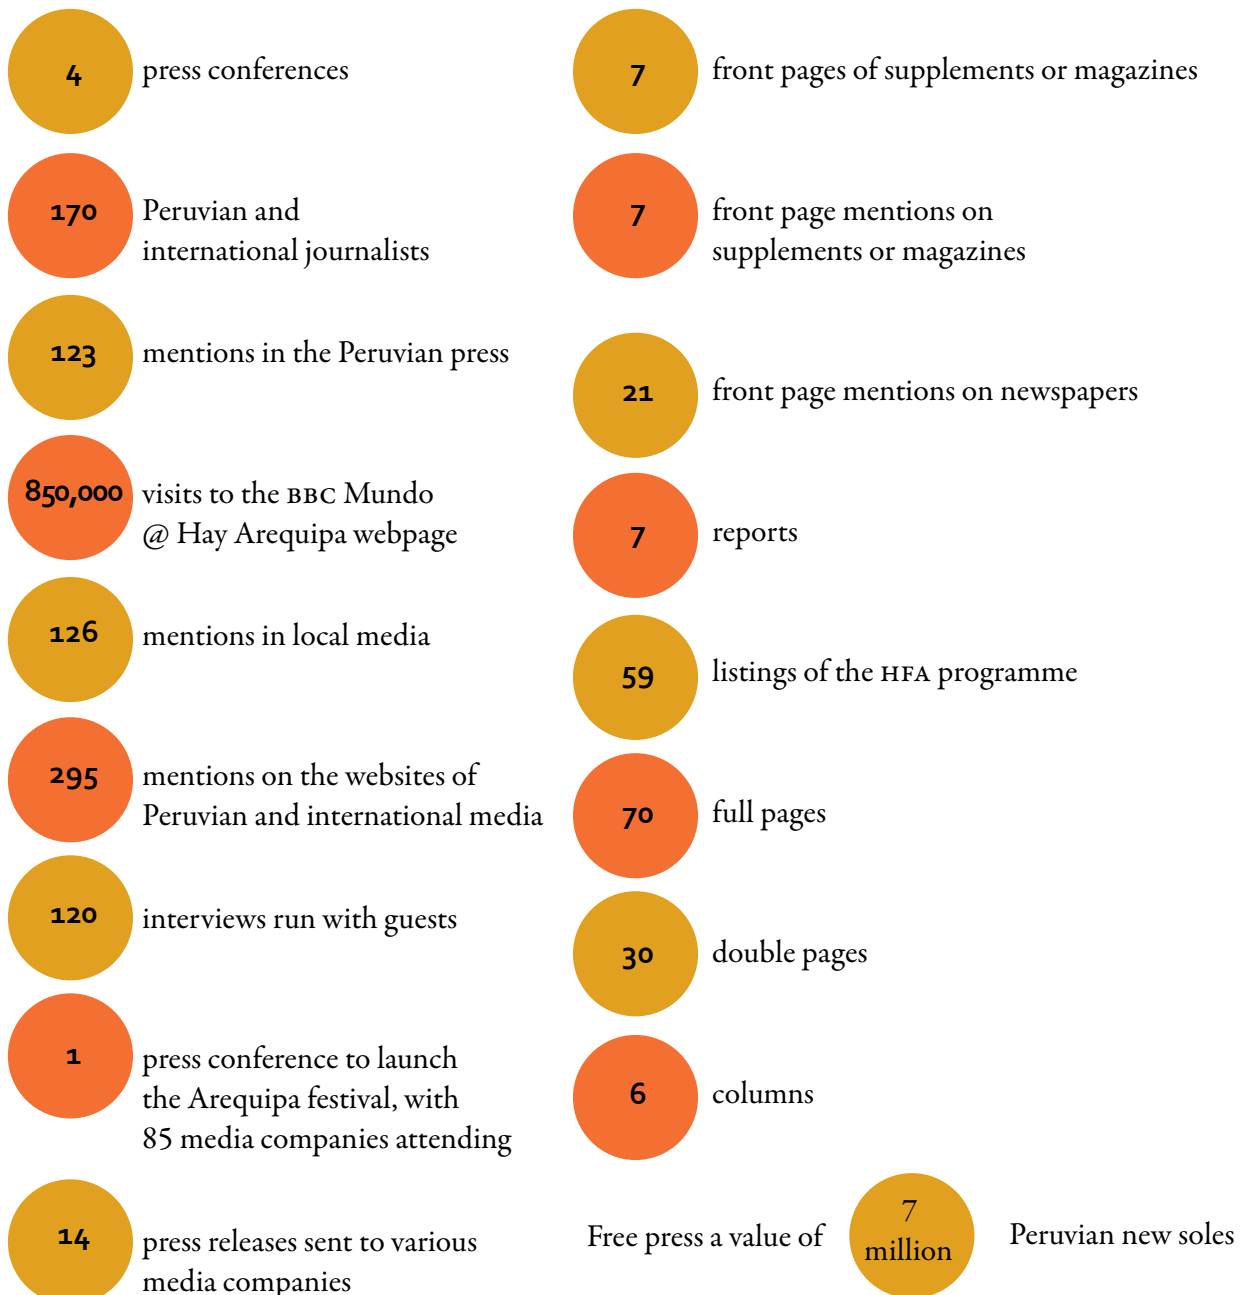 4
press conferences
170
Peruvian and
international journalists
123
mentions in the Peruvian press
850,000
visits to the BBC Mundo
@ Hay Arequipa webpage
126
mentions in local media
295
mentions on the websites of
Peruvian and international media
120
interviews run with guests
1
press conference to launch
the Arequipa festival, with
85 media companies attending
14
press releases sent to various
media companies
7
front pages of supplements or magazines
7
front page mentions on
supplements or magazines
21
front page mentions on newspapers
7
reports
59
listings of the HFA programme
70
full pages
30
double pages
6
columns
Free press a value of
7
million
Peruvian new soles